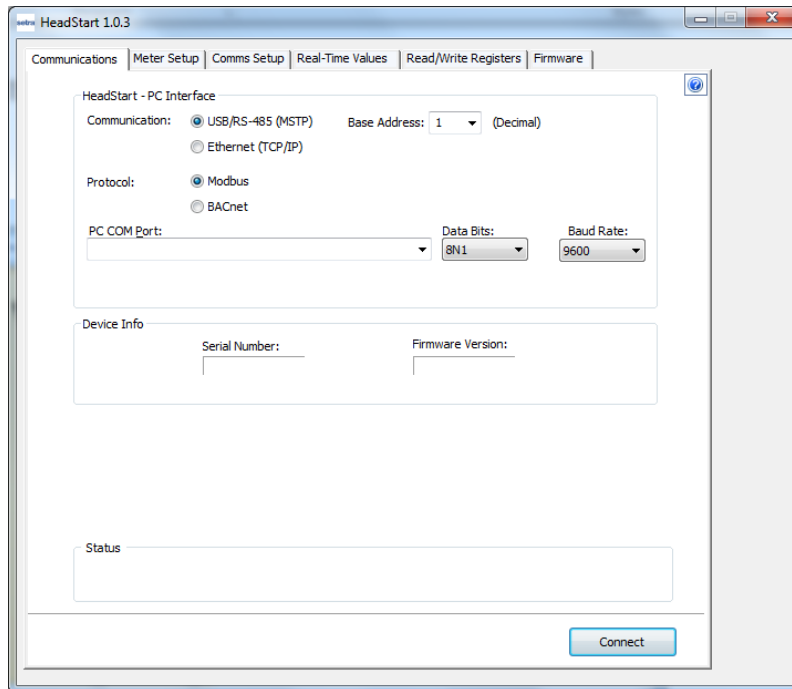 setra HeadStart 1.0.3
Communications Meter Setup Comms Setup Real-Time Values Read/Write Registers Firmware
HeadStart - PC Interface
Communication: USB/RS-485 (MSTP) Base Address: 1 (Decimal)
Ethernet (TCP/IP)
Protocol: Modbus
BACnet
PC COM Port: Data Bits: Baud Rate:
8N1 9600
Device Info
Serial Number: Firmware Version:
Status
Connect